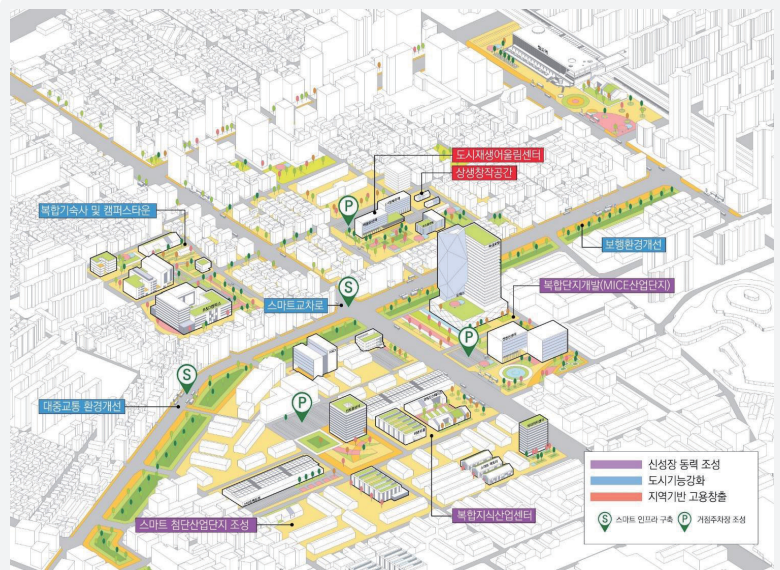 도시재생어울림센터
상생창작공간
복합기숙사 및 캠퍼스타운
보행환경개선
복합단지개발(MICE산업단지)
스마트교차로
대중교통 환경개선
복합지식산업센터
스마트 첨단산업단지 조성
신성장 동력 조성
도시기능강화
지역기반 고용창출
S 스마트 인프라 구축 P 거점주차장 조성
P
S
P
S
P